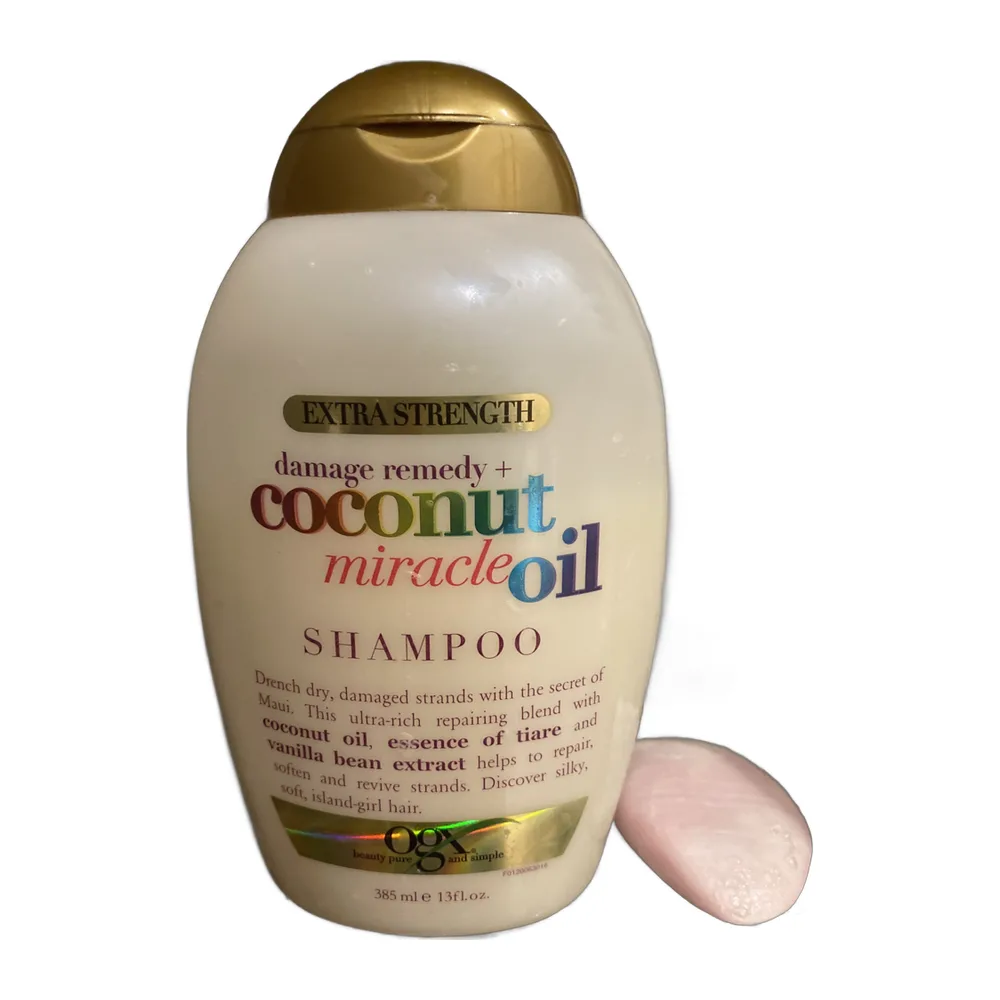 EXTRA STRENGTH
damage remedy +
coconut
miracle oil
SHAMPOO
Drench dry, damaged strands with the secret of
Maui. This ultra-rich repairing blend with
coconut oil, essence of tiare and
vanilla bean extract helps to repair,
soften and revive strands. Discover silky,
soft, island-girl hair.
ogx®
beauty pure and simple
385 ml e 13fl.oz.